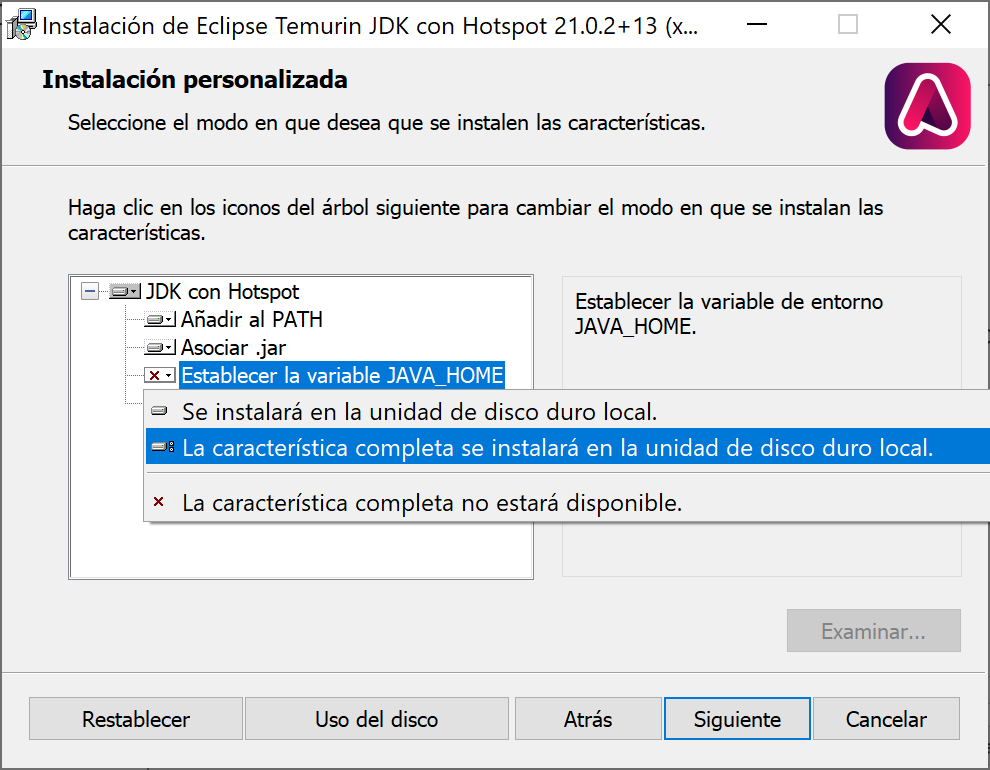 Instalación de Eclipse Temurin JDK con Hotspot 21.0.2+13 (x...
Instalación personalizada
Seleccione el modo en que desea que se instalen las características.
Haga clic en los iconos del árbol siguiente para cambiar el modo en que se instalan las
características.
JDK con Hotspot
Añadir al PATH
Asociar .jar
Establecer la variable JAVA_HOME
Establecer la variable de entorno
JAVA_HOME.
Se instalará en la unidad de disco duro local.
La característica completa se instalará en la unidad de disco duro local.
La característica completa no estará disponible.
Examinar...
Restablecer
Uso del disco
Atrás
Siguiente
Cancelar